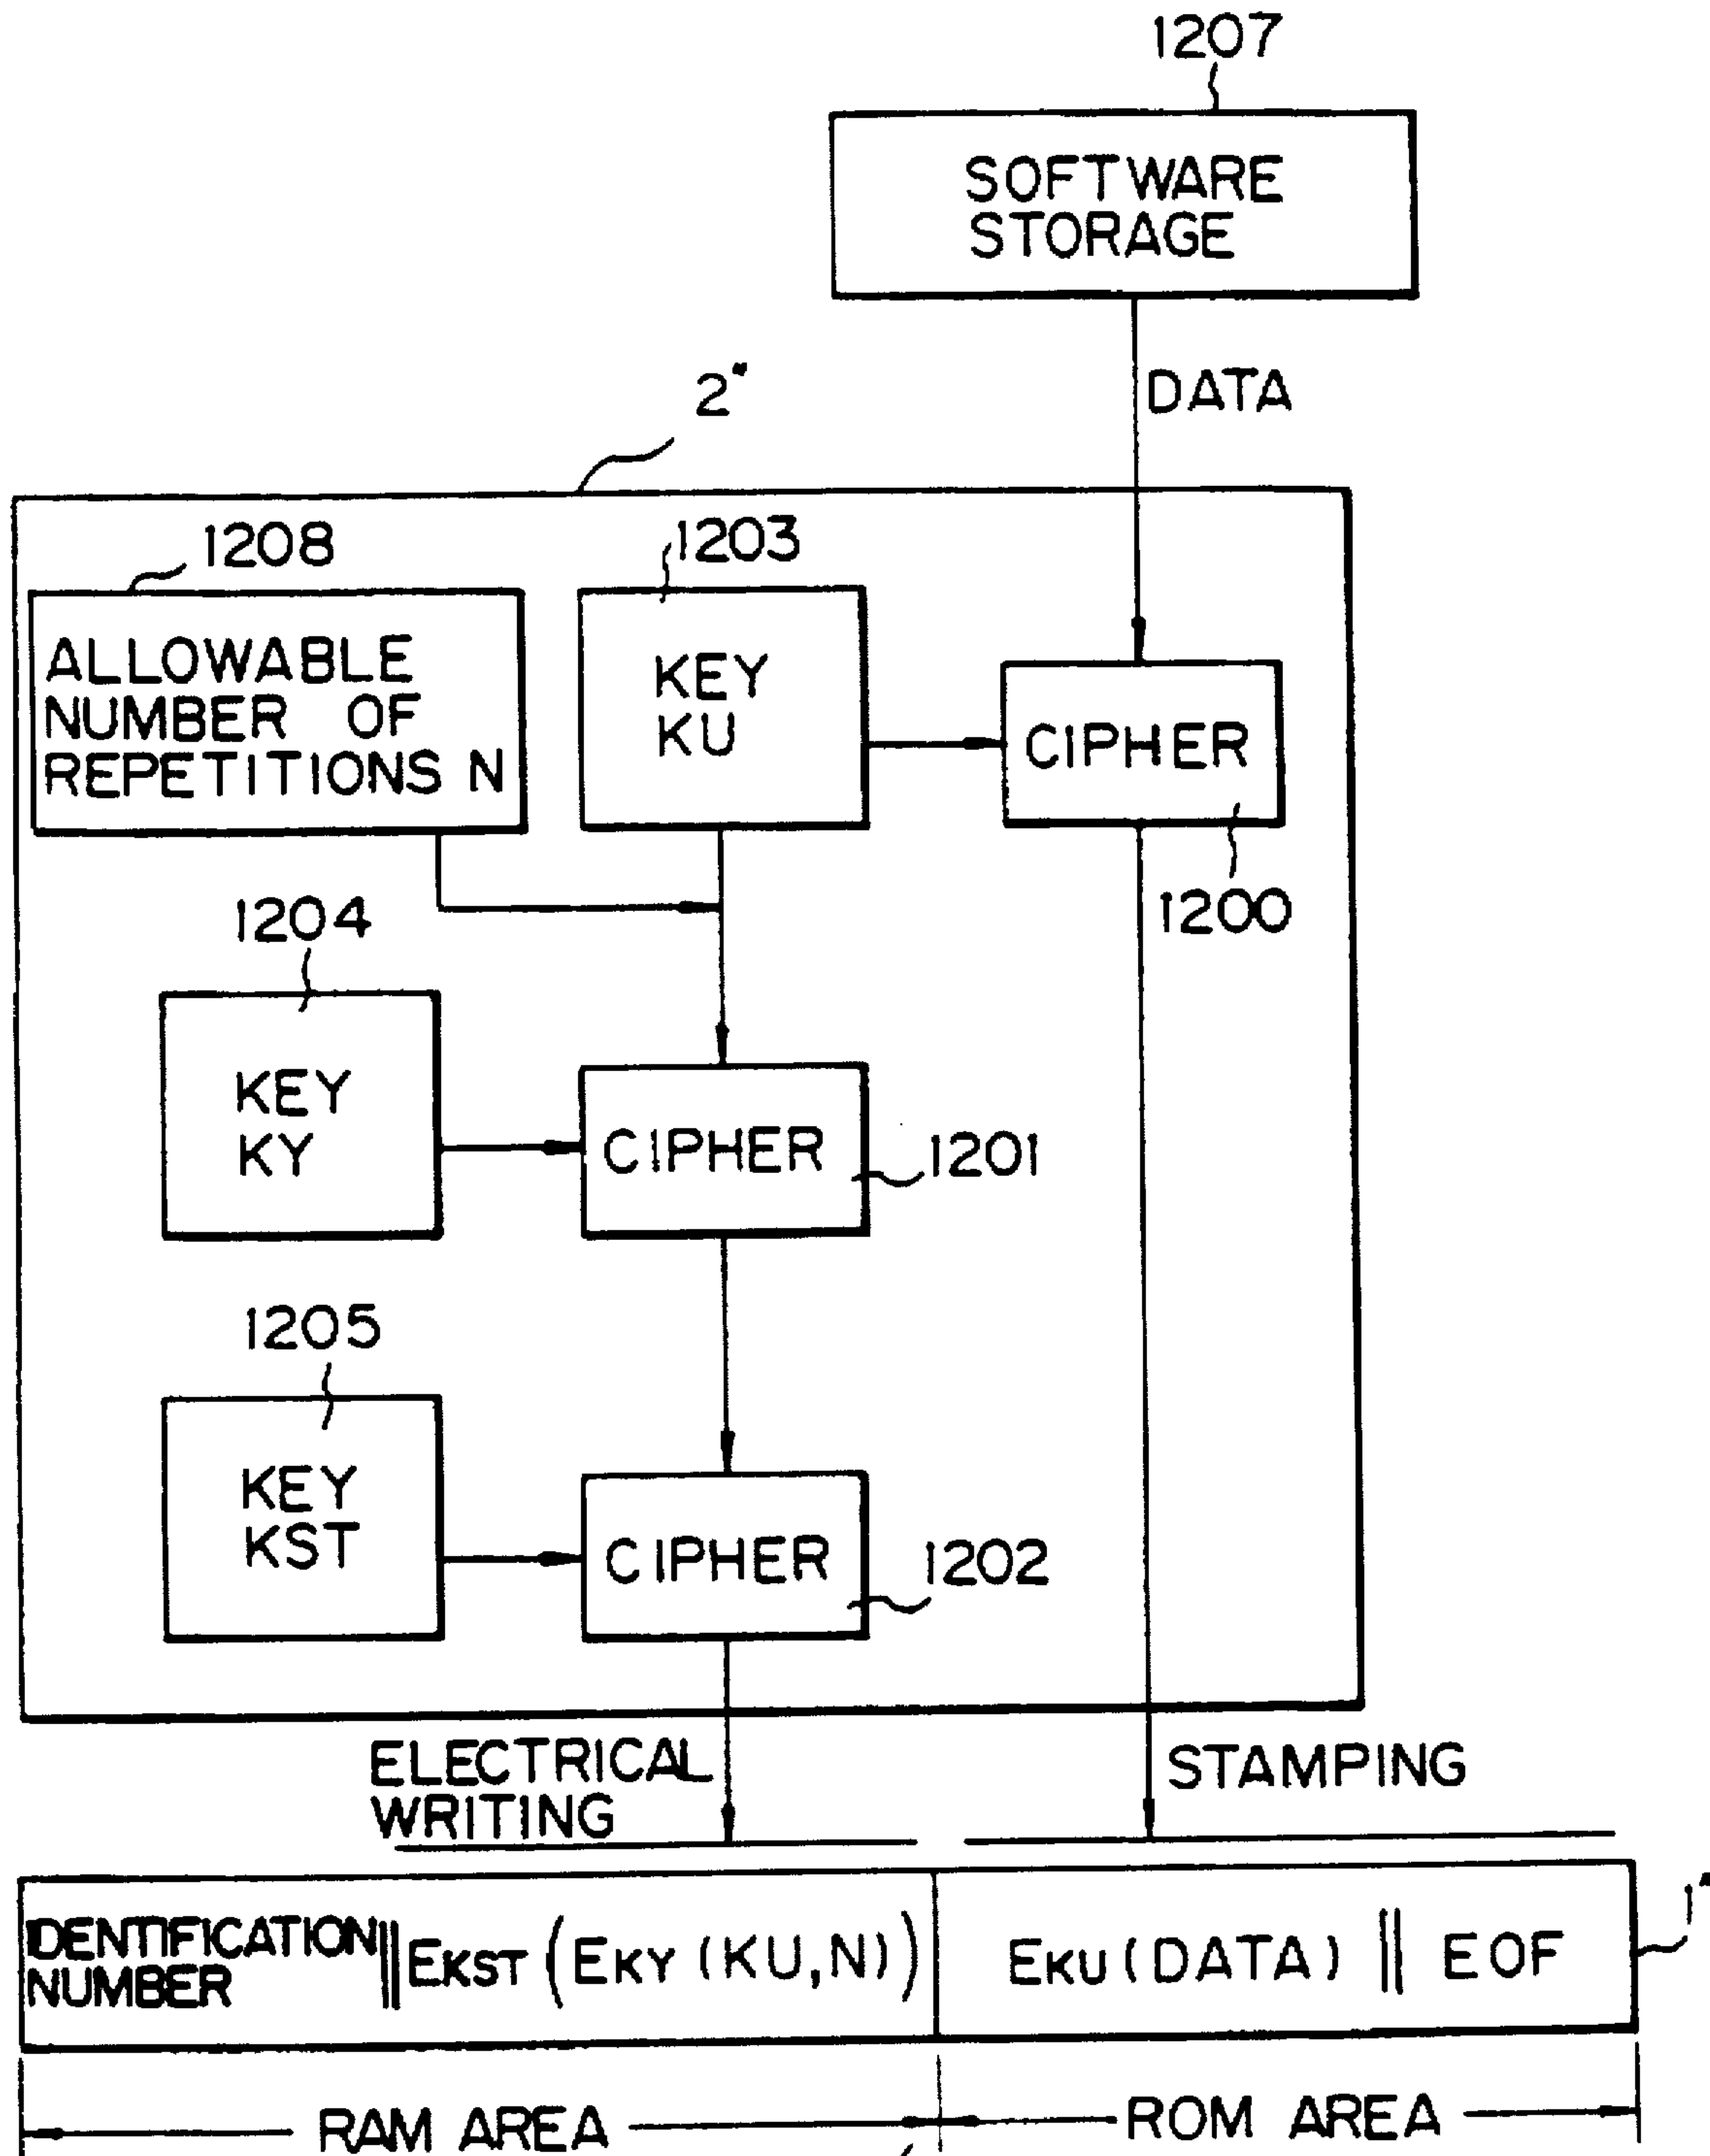 1207
SOFTWARE
STORAGE
DATA
2"
1208
1203
ALLOWABLE
NUMBER OF
REPETITIONS N
KEY
KU
CIPHER
1200
1204
KEY
KY
CIPHER
1201
1205
KEY
KST
CIPHER
1202
ELECTRICAL
WRITING
STAMPING
IDENTIFICATION
NUMBER
|| EKST (EKY (KU,N))
EKU (DATA) || EOF
1"
RAM AREA
ROM AREA